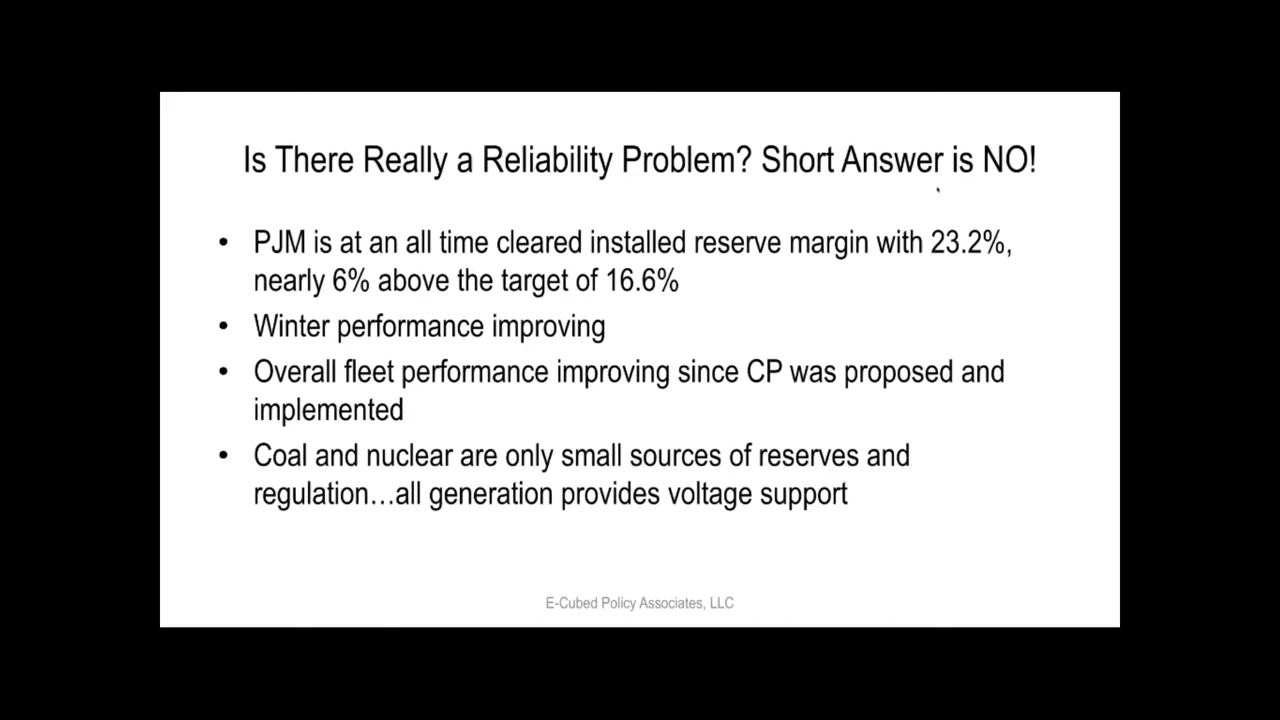 Is There Really a Reliability Problem? Short Answer is NO!
• PJM is at an all time cleared installed reserve margin with 23.2%,
nearly 6% above the target of 16.6%
• Winter performance improving
• Overall fleet performance improving since CP was proposed and
implemented
• Coal and nuclear are only small sources of reserves and
regulation…all generation provides voltage support
E-Cubed Policy Associates, LLC